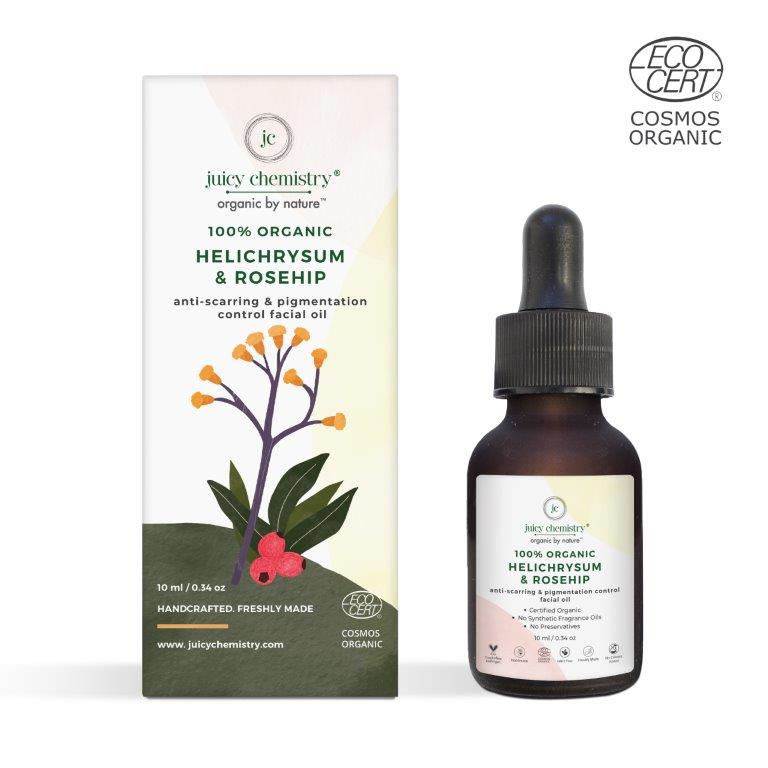 ECO
CERT
®
COSMOS
ORGANIC
jc
juicy chemistry®
organic by nature™
100% ORGANIC
HELICHRYSUM
& ROSEHIP
anti-scarring & pigmentation
control facial oil
10 ml / 0.34 oz
HANDCRAFTED. FRESHLY MADE
www.juicychemistry.com
ECO
CERT
COSMOS
ORGANIC
jc
juicy chemistry®
organic by nature™
100% ORGANIC
HELICHRYSUM
& ROSEHIP
anti-scarring & pigmentation control
facial oil
• Certified Organic
• No Synthetic Fragrance Oils
• No Preservatives
10 ml / 0.34 oz
Freshly Made